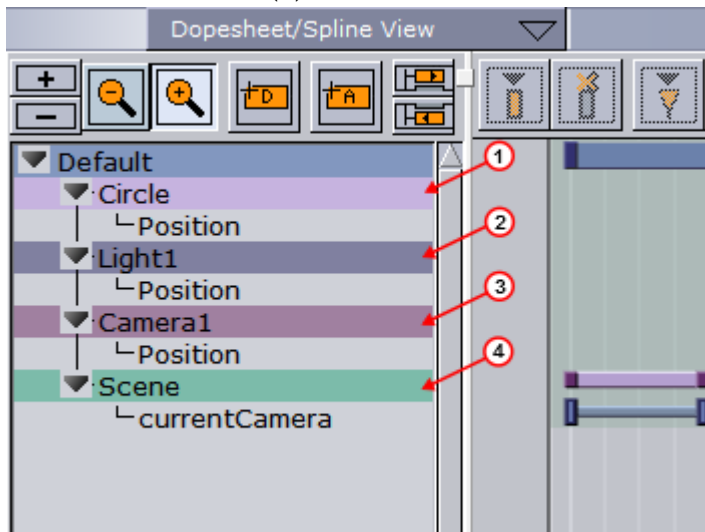 Dopesheet/Spline View
D
A
Default
1
Circle
Position
2
Light1
Position
3
Camera1
Position
4
Scene
currentCamera